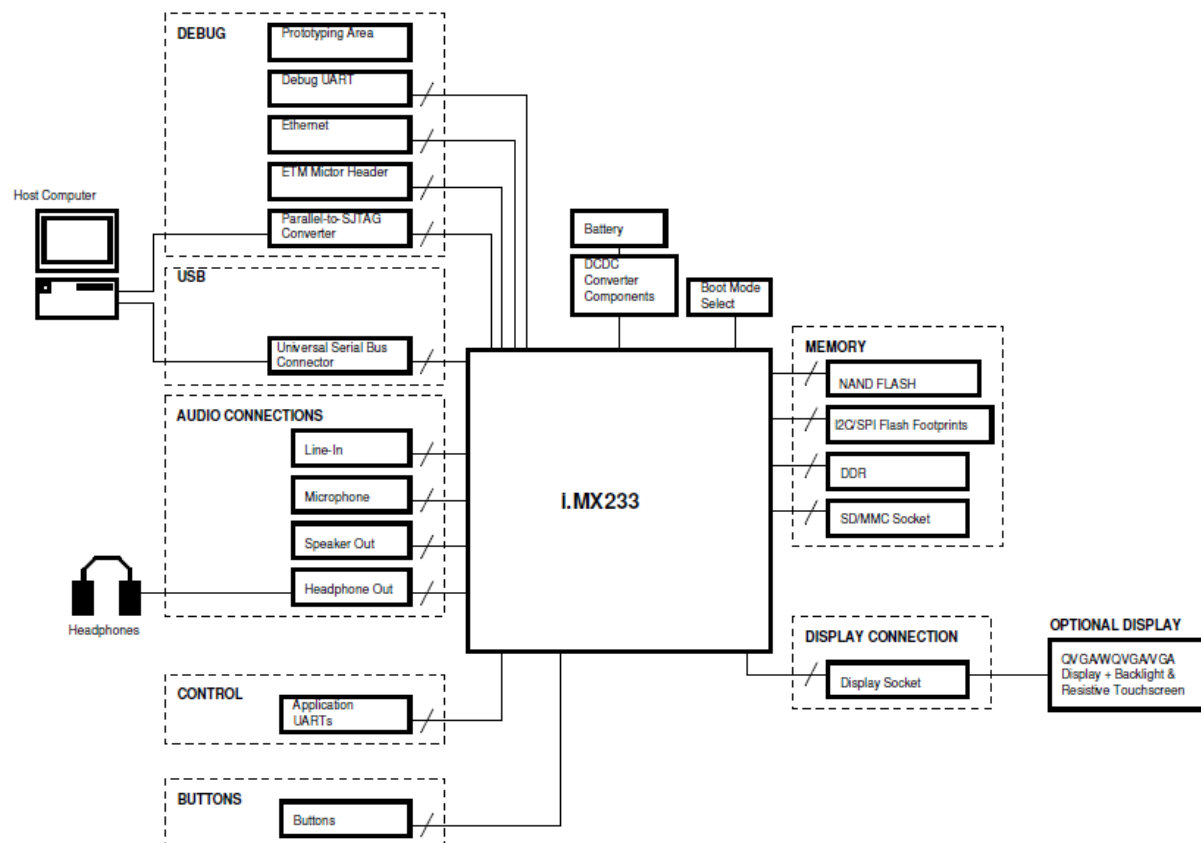 DEBUG
Prototyping Area
Debug UART
Ethernet
ETM Mictor Header
Host Computer
Parallel-to-SJTAG
Converter
USB
Universal Serial Bus
Connector
AUDIO CONNECTIONS
Line-In
Microphone
Speaker Out
Headphone Out
Headphones
CONTROL
Application
UARTs
BUTTONS
Buttons
Battery
DCDC
Converter
Components
Boot Mode
Select
i.MX233
MEMORY
NAND FLASH
I2C/SPI Flash Footprints
DDR
SD/MMC Socket
DISPLAY CONNECTION
Display Socket
OPTIONAL DISPLAY
QVGA/WQVGA/VGA
Display + Backlight &
Resistive Touchscreen